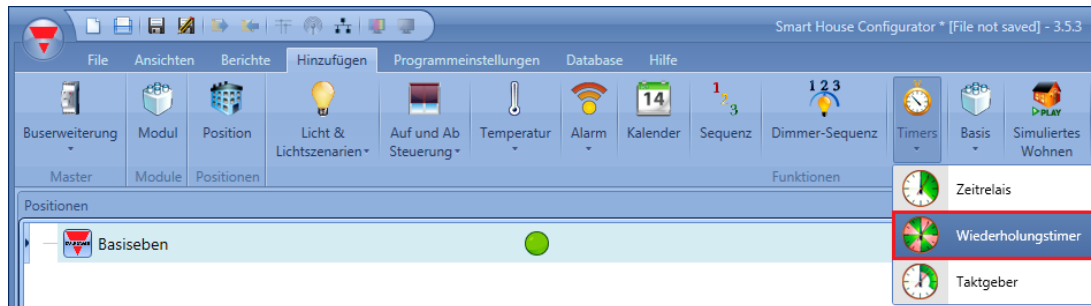 Smart House Configurator * [File not saved] - 3.5.3
File Ansichten Berichte Hinzufügen Programmeinstellungen Database Hilfe
14 1 2 3 1 2 3 PLAY
Buserweiterung Modul Position Licht & Lichtszenarien Auf und Ab Steuerung Temperatur Alarm Kalender Sequenz Dimmer-Sequenz Timers Basis Simuliertes Wohnen
Master Module Positionen Funktionen
Positionen
Zeitrelais
Basiseben
Wiederholungstimer
Taktgeber